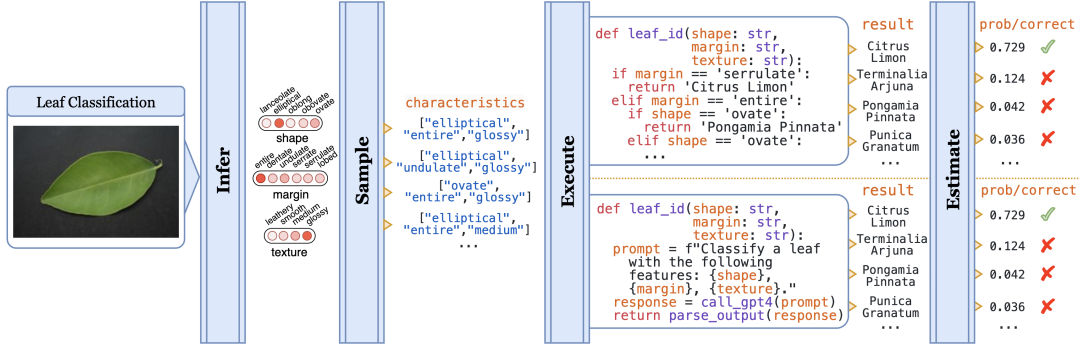 Leaf Classification
Infer
lanceolate
elliptical
oblong
obovate
ovate
shape
entire
dentate
undulate
serrate
serrulate
lobed
margin
leathery
smooth
medium
glossy
texture
Sample
characteristics
["elliptical",
"entire","glossy"]
["elliptical",
"undulate","glossy"]
["ovate",
"entire","glossy"]
["elliptical",
"entire","medium"]
...
Execute
def leaf_id(shape: str,
margin: str,
texture: str):
if margin == 'serrulate':
return 'Citrus Limon'
elif margin == 'entire':
if shape == 'ovate':
return 'Pongamia Pinnata'
elif shape == 'ovate':
...
result
Citrus
Limon
Terminalia
Arjuna
Pongamia
Pinnata
Punica
Granatum
...
def leaf_id(shape: str,
margin: str,
texture: str):
prompt = f"Classify a leaf
with the following
features: {shape},
{margin}, {texture}."
response = call_gpt4(prompt)
return parse_output(response)
result
Citrus
Limon
Terminalia
Arjuna
Pongamia
Pinnata
Punica
Granatum
...
Estimate
prob/correct
0.729 ✓
0.124 ✘
0.042 ✘
0.036 ✘
...
prob/correct
0.729 ✓
0.124 ✘
0.042 ✘
0.036 ✘
...